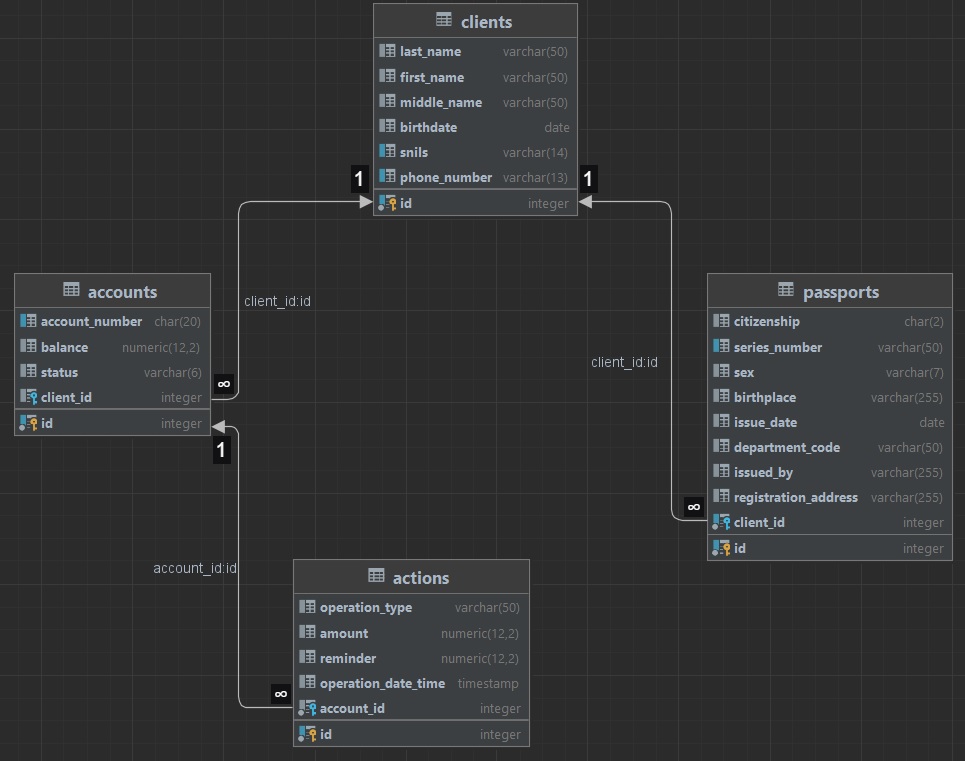 clients
last_name varchar(50)
first_name varchar(50)
middle_name varchar(50)
birthdate date
snils varchar(14)
phone_number varchar(13)
id integer
1
1
client_id:id
client_id:id
accounts
account_number char(20)
balance numeric(12,2)
status varchar(6)
client_id integer
id integer
∞
1
passports
citizenship char(2)
series_number varchar(50)
sex varchar(7)
birthplace varchar(255)
issue_date date
department_code varchar(50)
issued_by varchar(255)
registration_address varchar(255)
client_id integer
id integer
∞
account_id:id
actions
operation_type varchar(50)
amount numeric(12,2)
reminder numeric(12,2)
operation_date_time timestamp
account_id integer
id integer
∞